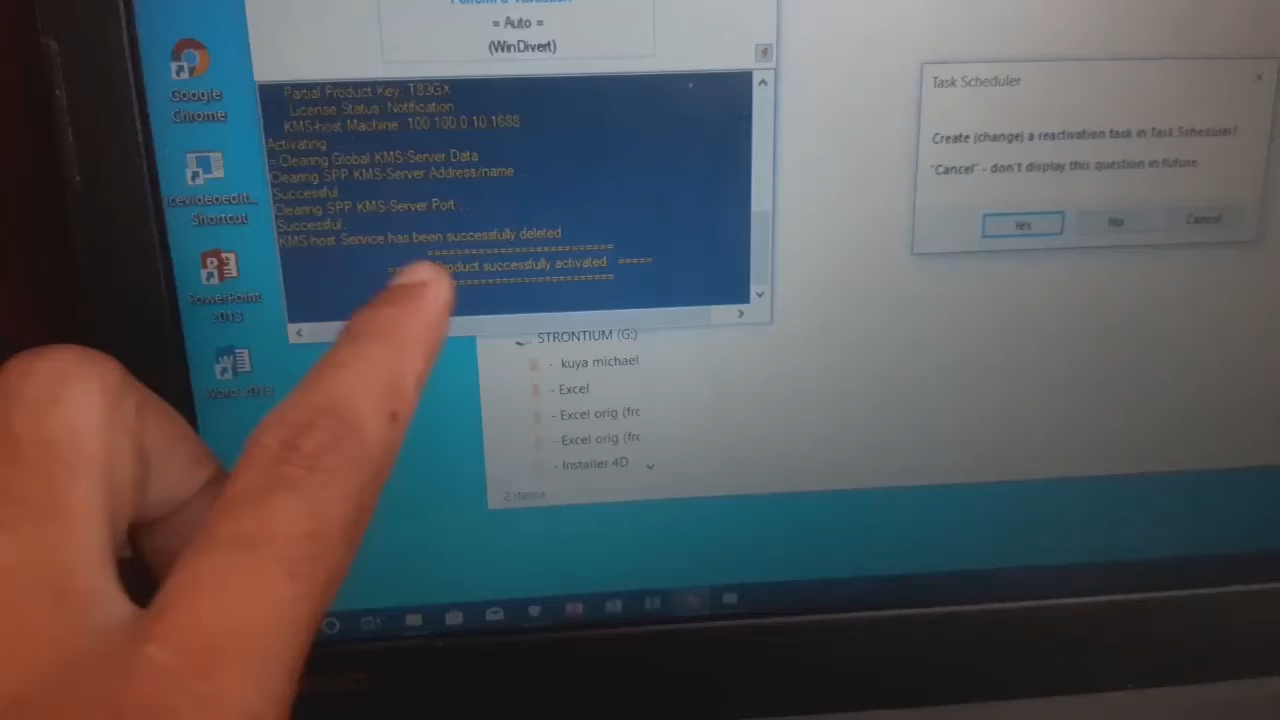 = Auto =
(WinDivert)
Partial Product Key: T83GX
License Status: Notification
KMS-host Machine: 100.100.0.10:1688
Activating
= Clearing Global KMS-Server Data
Clearing SPP KMS-Server Address/name ...
Successful.
Clearing SPP KMS-Server Port ...
Successful.
KMS-host Service has been successfully deleted
=========================
===== Product successfully activated =====
=========================
Google
Chrome
cevideoedit...
- Shortcut
PowerPoint
2013
Task Scheduler
Create (change) a reactivation task in Task Scheduler?
"Cancel" - don't display this question in future.
Yes
No
Cancel
STRONTIUM (G:)
- kuya michael
- Excel
- Excel orig (frc
- Excel orig (frc
- Installer 4D